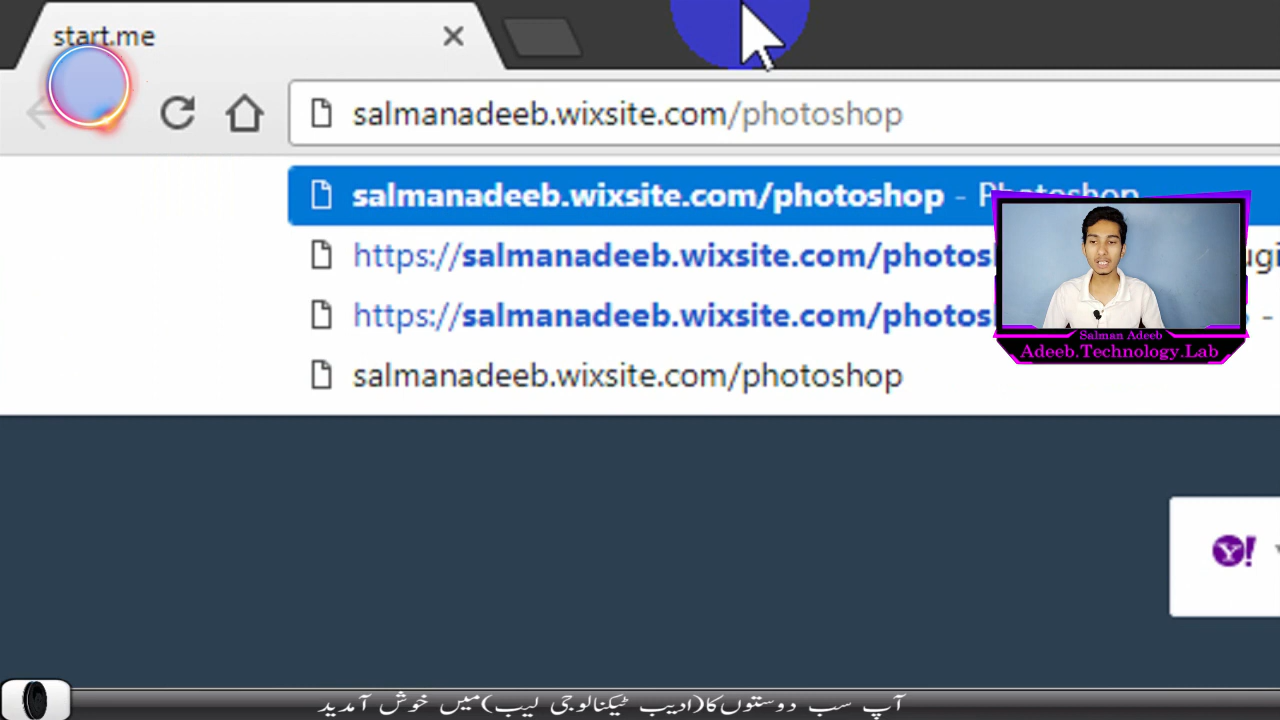 start.me
salmanadeeb.wixsite.com/photoshop
salmanadeeb.wixsite.com/photoshop - Photoshop
https://salmanadeeb.wixsite.com/photos
https://salmanadeeb.wixsite.com/photos
salmanadeeb.wixsite.com/photoshop
Salman Adeeb
Adeeb.Technology.Lab
Y!
آپ سب دوستوں کا(ادیب ٹیکنالوجی لیب)میں خوش آمدید